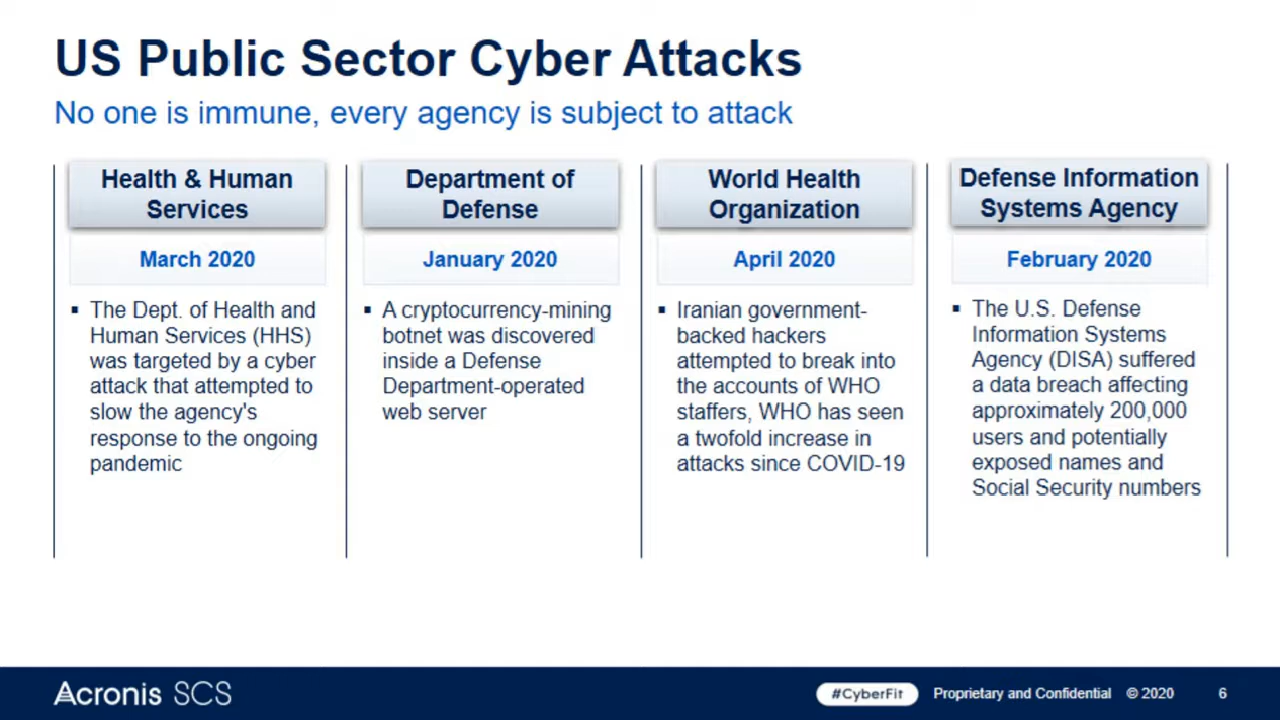 US Public Sector Cyber Attacks
No one is immune, every agency is subject to attack
Health & Human
Services
March 2020
▪ The Dept. of Health and
Human Services (HHS)
was targeted by a cyber
attack that attempted to
slow the agency's
response to the ongoing
pandemic
Department of
Defense
January 2020
▪ A cryptocurrency-mining
botnet was discovered
inside a Defense
Department-operated
web server
World Health
Organization
April 2020
▪ Iranian government-
backed hackers
attempted to break into
the accounts of WHO
staffers, WHO has seen
a twofold increase in
attacks since COVID-19
Defense Information
Systems Agency
February 2020
▪ The U.S. Defense
Information Systems
Agency (DISA) suffered
a data breach affecting
approximately 200,000
users and potentially
exposed names and
Social Security numbers
Acronis SCS
#CyberFit
Proprietary and Confidential © 2020
6